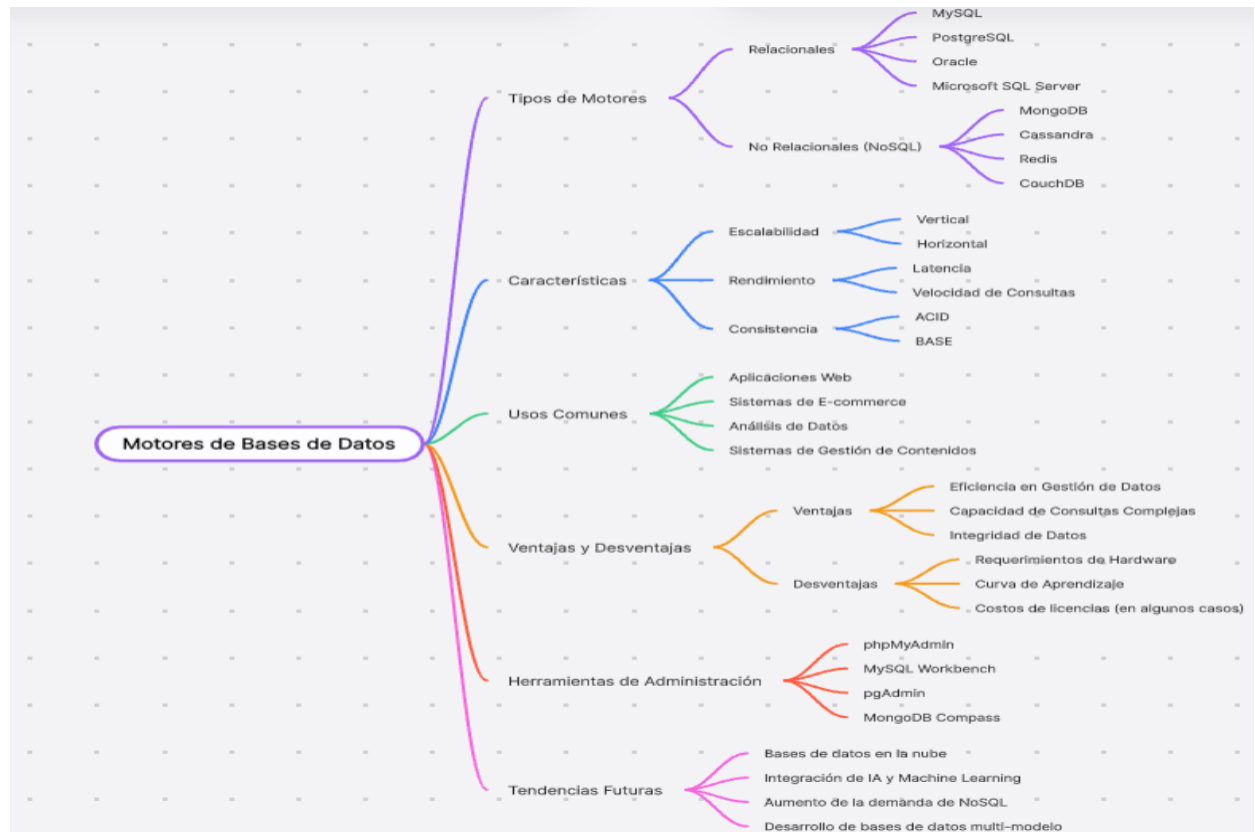 Motores de Bases de Datos
Tipos de Motores
Relacionales
MySQL
PostgreSQL
Oracle
Microsoft SQL Server
No Relacionales (NoSQL)
MongoDB
Cassandra
Redis
CouchDB
Características
Escalabilidad
Vertical
Horizontal
Rendimiento
Latencia
Velocidad de Consultas
Consistencia
ACID
BASE
Usos Comunes
Aplicaciones Web
Sistemas de E-commerce
Análisis de Datos
Sistemas de Gestión de Contenidos
Ventajas y Desventajas
Ventajas
Eficiencia en Gestión de Datos
Capacidad de Consultas Complejas
Integridad de Datos
Desventajas
Requerimientos de Hardware
Curva de Aprendizaje
Costos de licencias (en algunos casos)
Herramientas de Administración
phpMyAdmin
MySQL Workbench
pgAdmin
MongoDB Compass
Tendencias Futuras
Bases de datos en la nube
Integración de IA y Machine Learning
Aumento de la demanda de NoSQL
Desarrollo de bases de datos multi-modelo